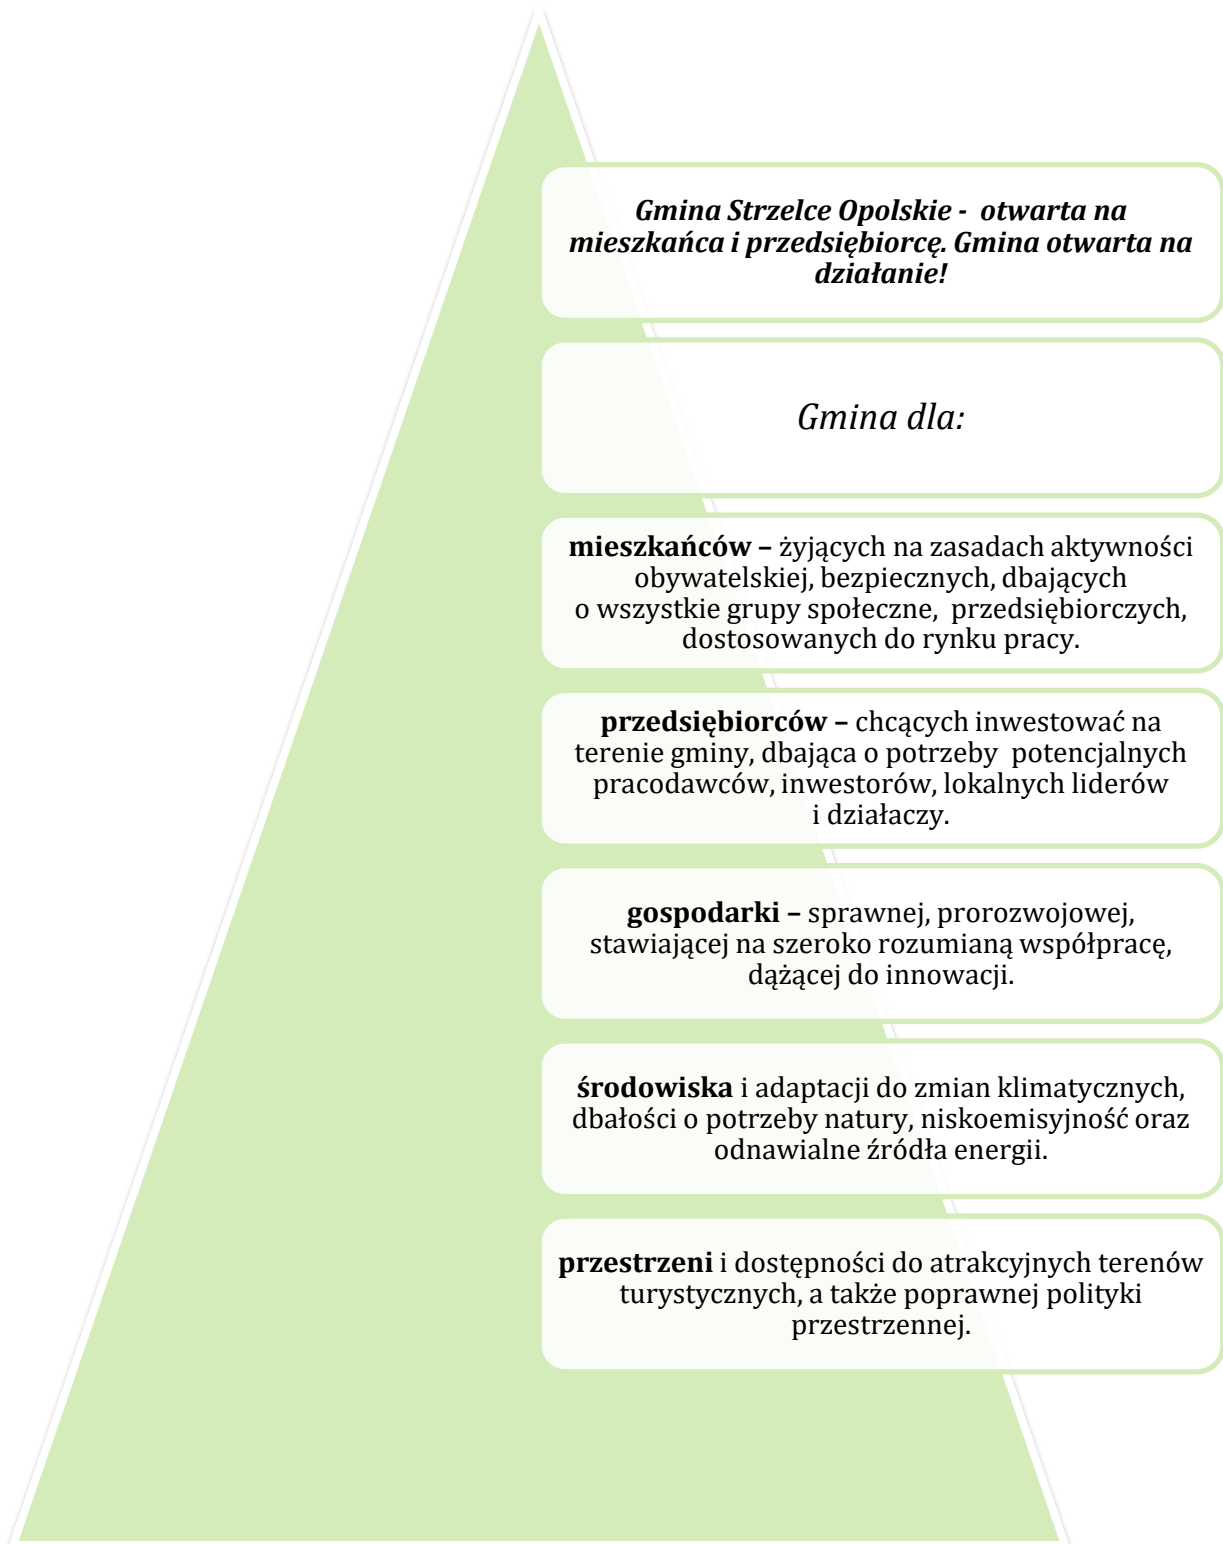 Gmina Strzelce Opolskie -  otwarta na
mieszkańca i przedsiębiorcę. Gmina otwarta na
działanie!
Gmina dla:
mieszkańców – żyjących na zasadach aktywności
obywatelskiej, bezpiecznych, dbających
o wszystkie grupy społeczne,  przedsiębiorczych,
dostosowanych do rynku pracy.
przedsiębiorców – chcących inwestować na
terenie gminy, dbająca o potrzeby  potencjalnych
pracodawców, inwestorów, lokalnych liderów
i działaczy.
gospodarki – sprawnej, prorozwojowej,
stawiającej na szeroko rozumianą współpracę,
dążącej do innowacji.
środowiska i adaptacji do zmian klimatycznych,
dbałości o potrzeby natury, niskoemisyjność oraz
odnawialne źródła energii.
przestrzeni i dostępności do atrakcyjnych terenów
turystycznych, a także poprawnej polityki
przestrzennej.